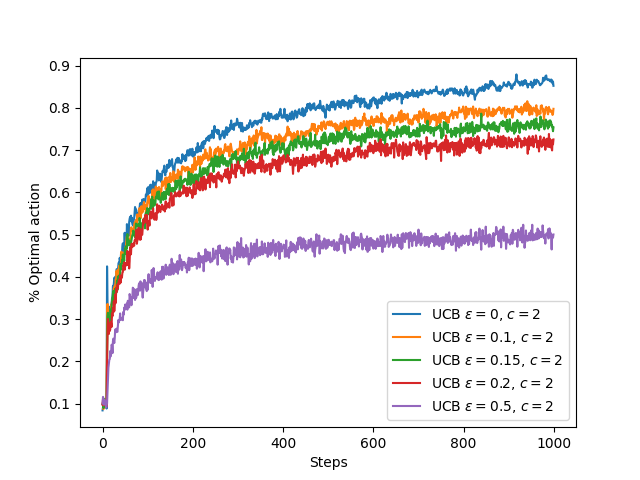 0.9
0.8
0.7
0.6
0.5
0.4
0.3
0.2
0.1
% Optimal action
0
200
400
600
800
1000
Steps
UCB ε = 0, c = 2
UCB ε = 0.1, c = 2
UCB ε = 0.15, c = 2
UCB ε = 0.2, c = 2
UCB ε = 0.5, c = 2